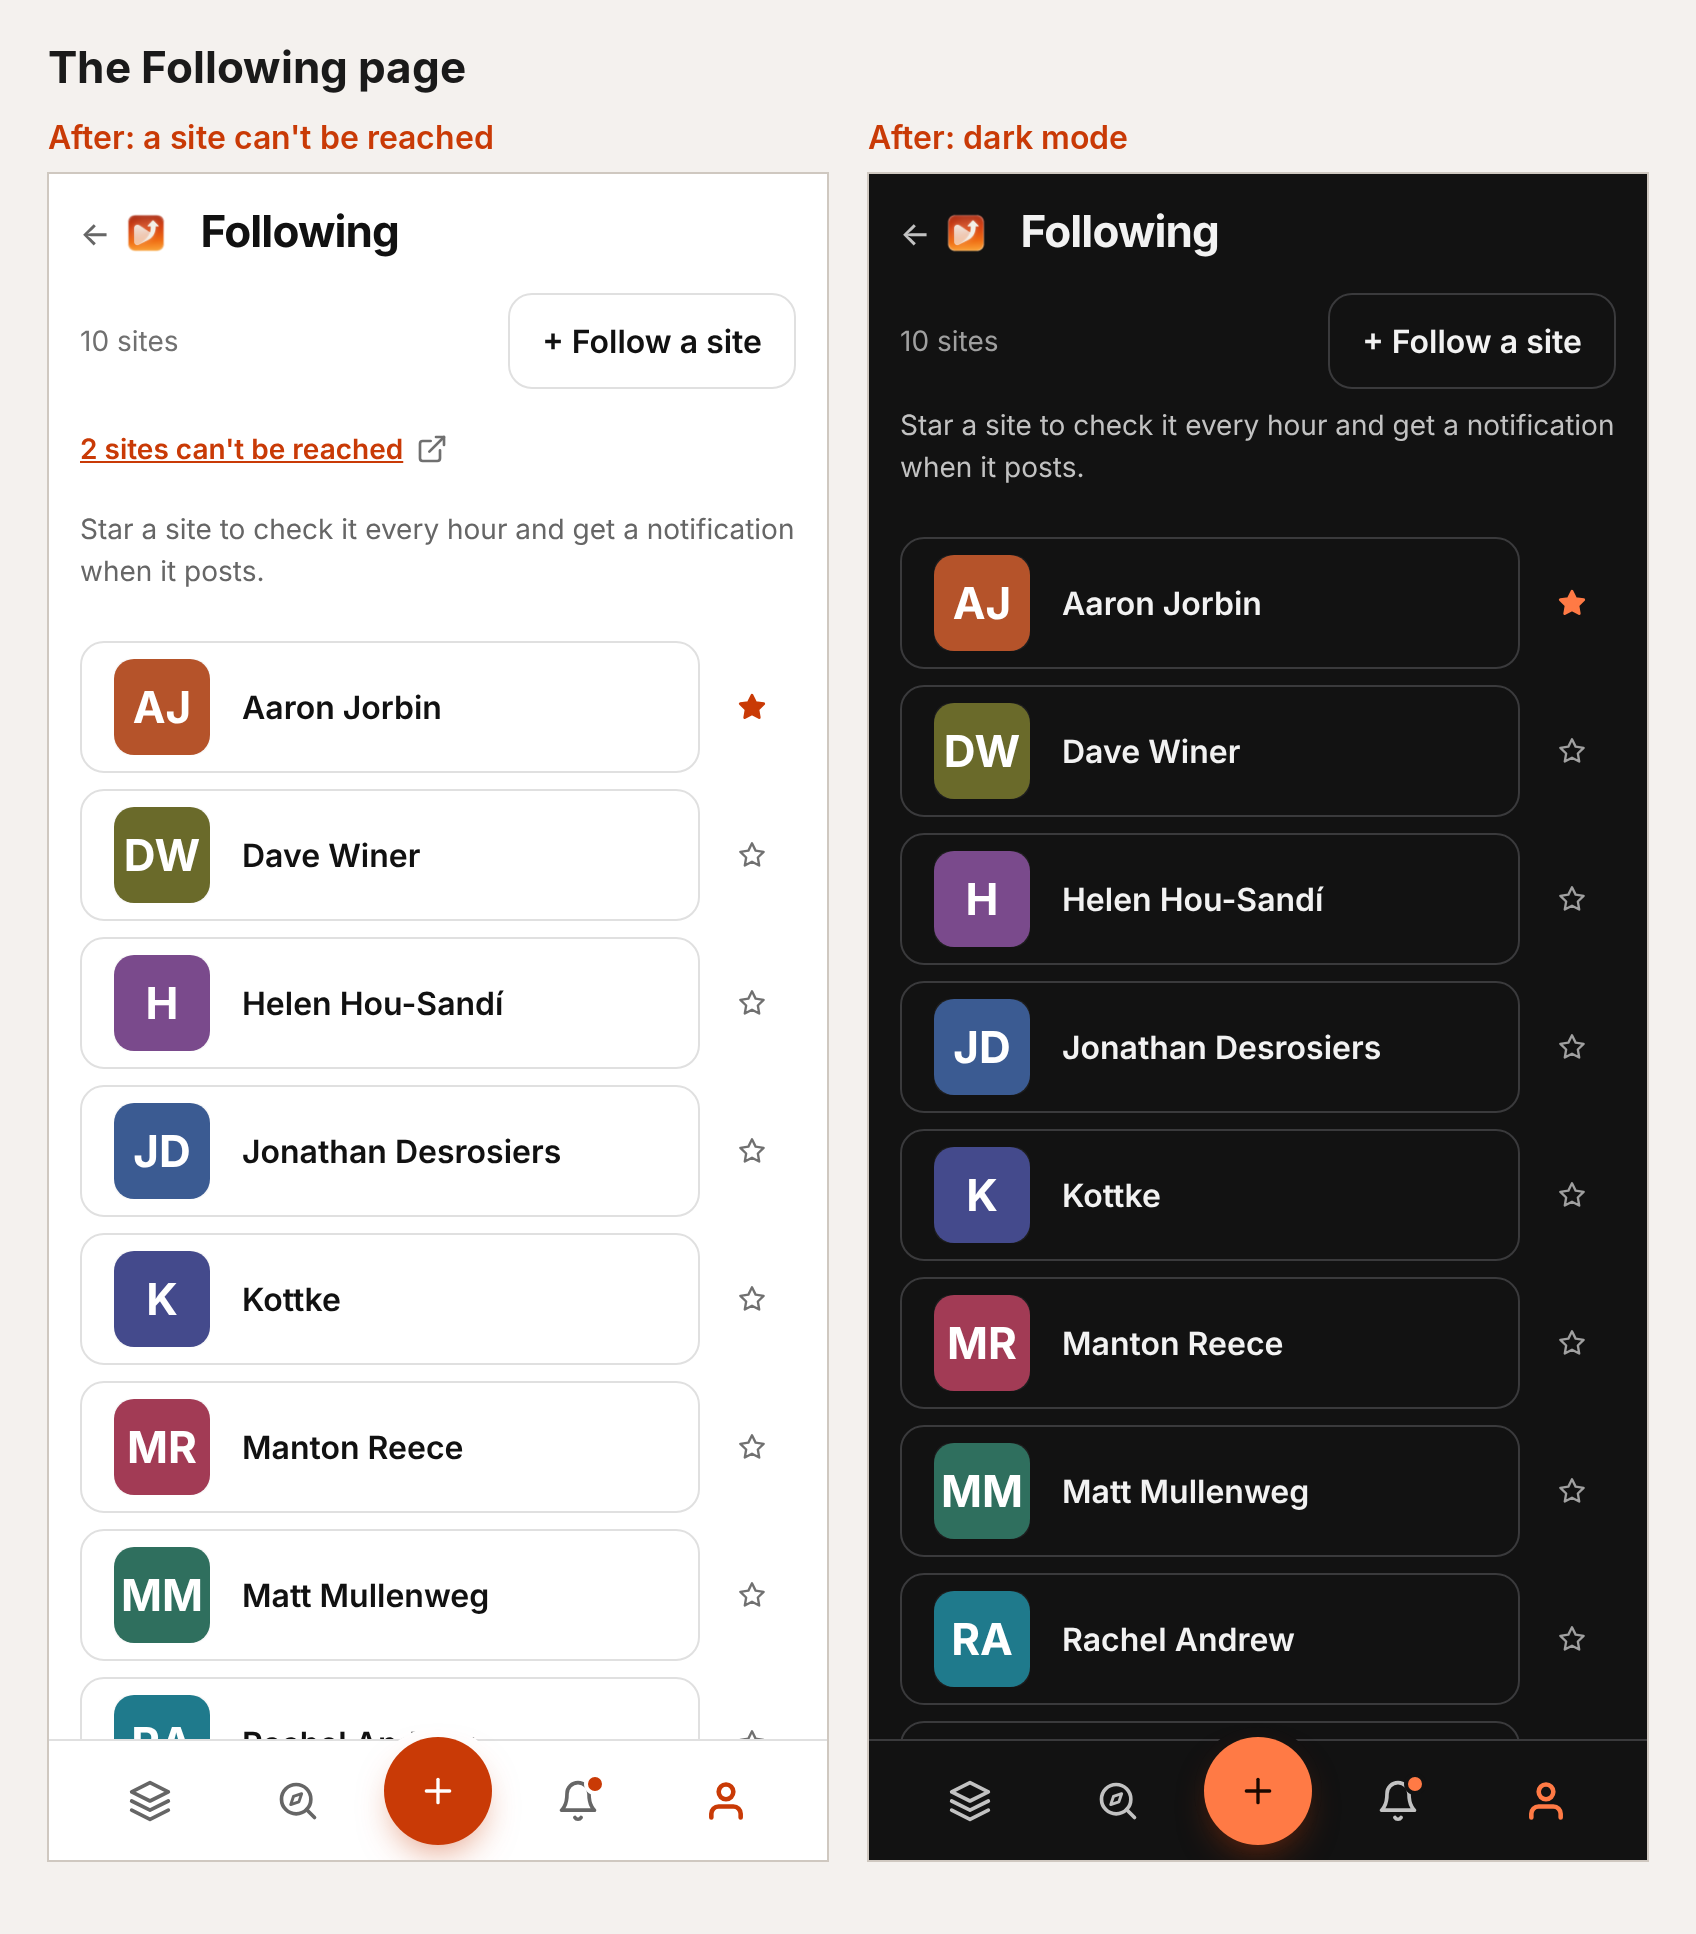 The Following page
After: a site can't be reached
Following
10 sites
+ Follow a site
2 sites can't be reached
Star a site to check it every hour and get a notification
when it posts.
AJ
Aaron Jorbin
DW
Dave Winer
H
Helen Hou-Sandí
JD
Jonathan Desrosiers
K
Kottke
MR
Manton Reece
MM
Matt Mullenweg
RA
Rachel An
After: dark mode
Following
10 sites
+ Follow a site
Star a site to check it every hour and get a notification
when it posts.
AJ
Aaron Jorbin
DW
Dave Winer
H
Helen Hou-Sandí
JD
Jonathan Desrosiers
K
Kottke
MR
Manton Reece
MM
Matt Mullenweg
RA
Rachel Andrew